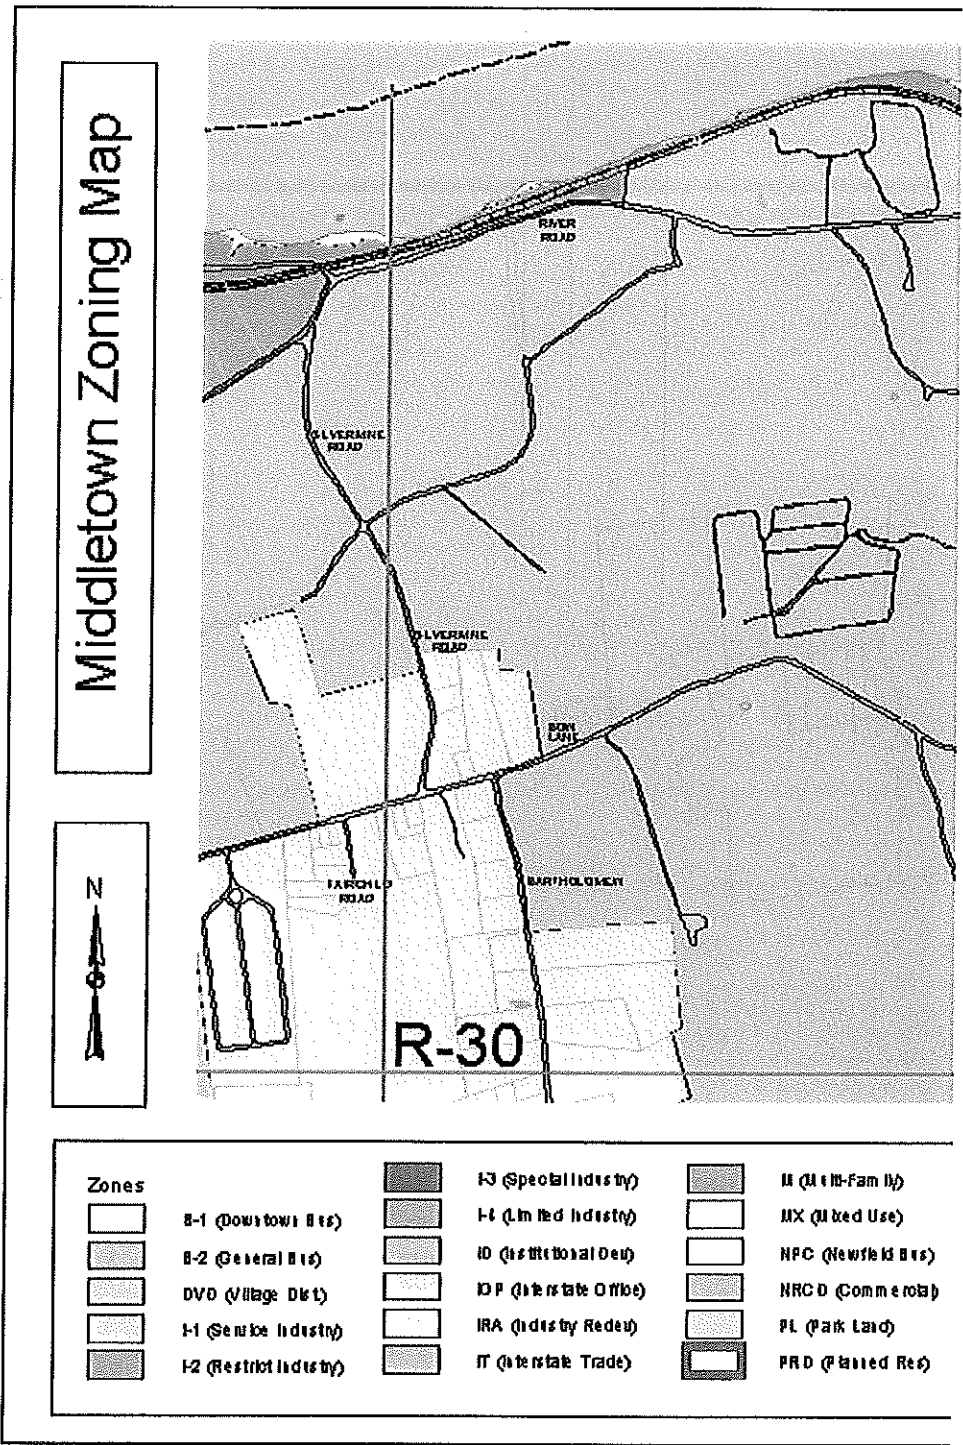 Middletown Zoning Map
N
RIVER
ROAD
SILVERMINE
ROAD
SILVERMINE
ROAD
BOW
LANE
FAIRCHILD
ROAD
BARTHOLOMEW
R-30
Zones
B-1 (Downtown Bus)
B-2 (General Bus)
DVD (Village Dist)
I-1 (Service Industry)
I-2 (Restrict Industry)
I-3 (Special Industry)
I-4 (Limited Industry)
ID (Institutional Dev)
IOP (Interstate Office)
IRA (Industry Redev)
IT (Interstate Trade)
M (Multi-Family)
MX (Mixed Use)
NPC (Newfield Bus)
NRCD (Commercial)
PL (Park Land)
PRD (Planned Res)